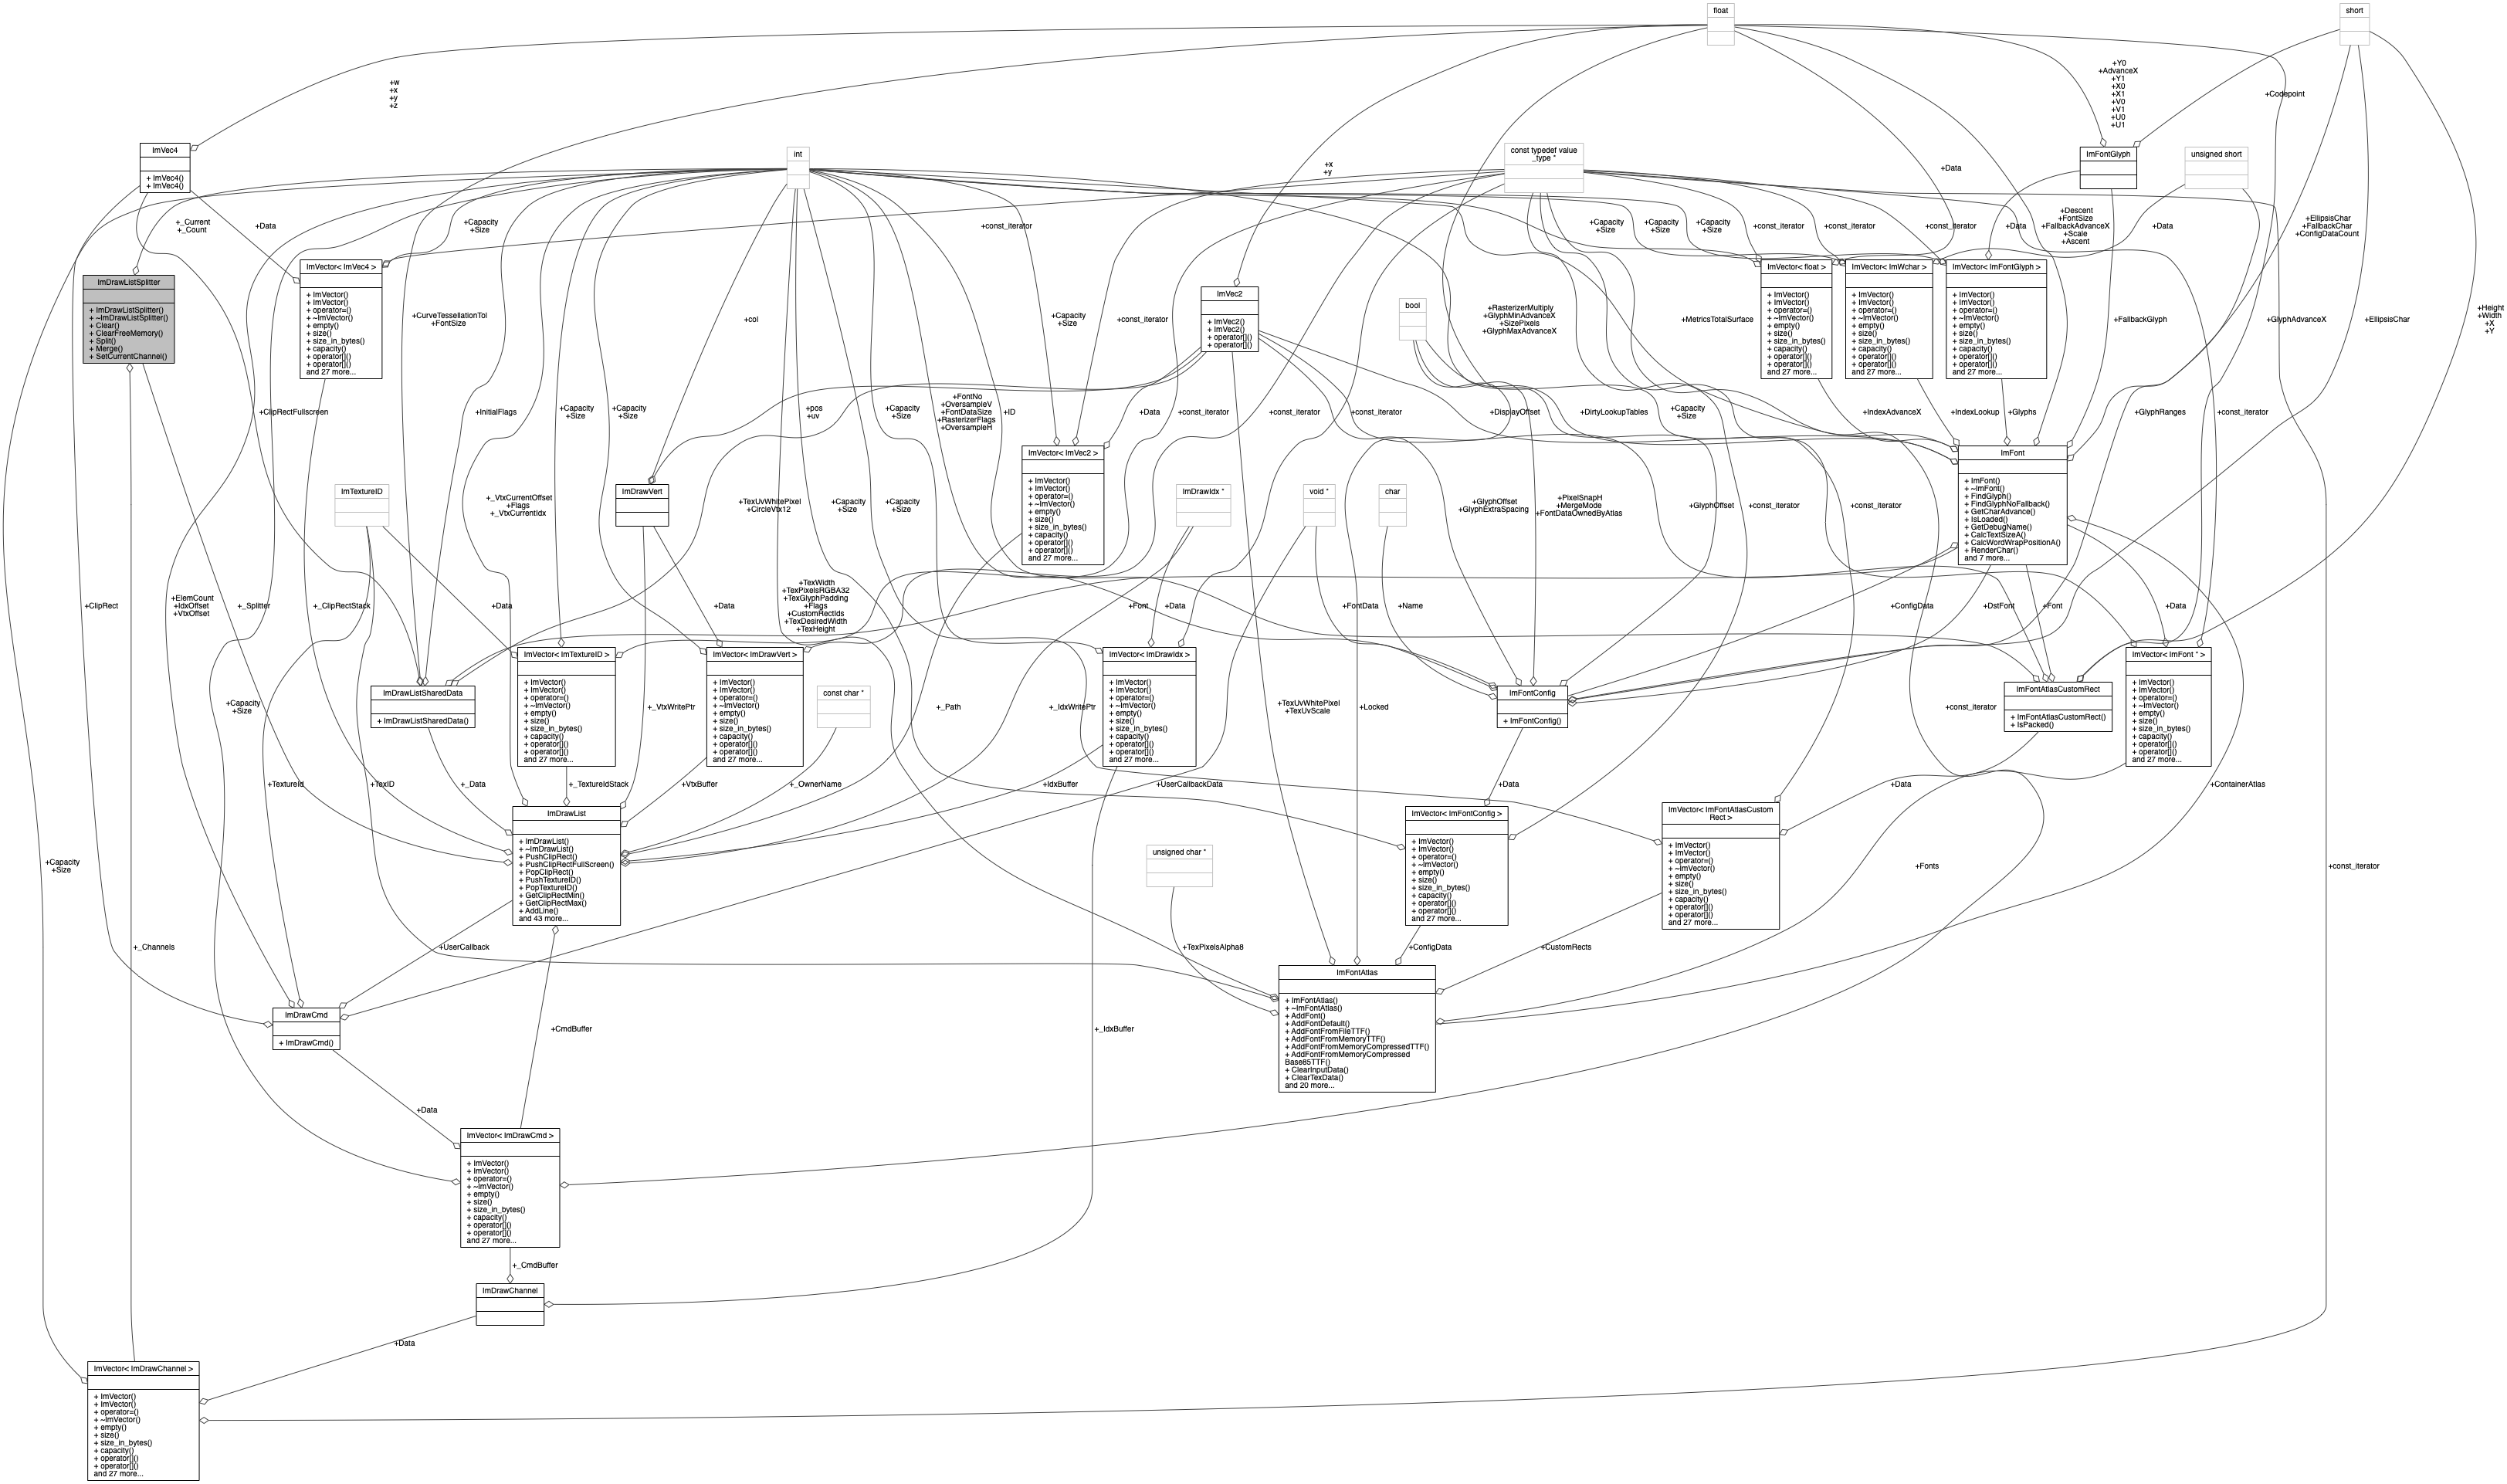 float
short
+w
+x
+y
+z
+Y0
+AdvanceX
+Y1
+X0
+X1
+V0
+V1
+U0
+U1
+Codepoint
ImVec4
+ ImVec4()
+ ImVec4()
int
const typedef value
_type *
ImFontGlyph
unsigned short
+x
+y
+Data
+_Current
+_Count
+Data
+Capacity
+Size
+const_iterator
+Capacity
+Size
+Capacity
+Size
+Capacity
+Size
+const_iterator
+const_iterator
+const_iterator
+Data
+Descent
+FontSize
+FallbackAdvanceX
+Scale
+Ascent
+Data
+EllipsisChar
+FallbackChar
+ConfigDataCount
ImDrawListSplitter
+ ImDrawListSplitter()
+ ~ImDrawListSplitter()
+ Clear()
+ ClearFreeMemory()
+ Split()
+ Merge()
+ SetCurrentChannel()
ImVector< ImVec4 >
+ ImVector()
+ ImVector()
+ operator=()
+ ~ImVector()
+ empty()
+ size()
+ size_in_bytes()
+ capacity()
+ operator[]()
+ operator[]()
and 27 more...
+CurveTessellationTol
+FontSize
+col
+Capacity
+Size
+const_iterator
ImVec2
+ ImVec2()
+ ImVec2()
+ operator[]()
+ operator[]()
bool
+RasterizerMultiply
+GlyphMinAdvanceX
+SizePixels
+GlyphMaxAdvanceX
+MetricsTotalSurface
ImVector< float >
+ ImVector()
+ ImVector()
+ operator=()
+ ~ImVector()
+ empty()
+ size()
+ size_in_bytes()
+ capacity()
+ operator[]()
+ operator[]()
and 27 more...
ImVector< ImWchar >
+ ImVector()
+ ImVector()
+ operator=()
+ ~ImVector()
+ empty()
+ size()
+ size_in_bytes()
+ capacity()
+ operator[]()
+ operator[]()
and 27 more...
ImVector< ImFontGlyph >
+ ImVector()
+ ImVector()
+ operator=()
+ ~ImVector()
+ empty()
+ size()
+ size_in_bytes()
+ capacity()
+ operator[]()
+ operator[]()
and 27 more...
+FallbackGlyph
+GlyphAdvanceX
+EllipsisChar
+Height
+Width
+X
+Y
+ClipRectFullscreen
+InitialFlags
+Capacity
+Size
+Capacity
+Size
+pos
+uv
+Capacity
+Size
+FontNo
+OversampleV
+FontDataSize
+RasterizerFlags
+OversampleH
+ID
+Data
+const_iterator
+const_iterator
+const_iterator
+DisplayOffset
+DirtyLookupTables
+Capacity
+Size
+IndexAdvanceX
+IndexLookup
+Glyphs
+GlyphRanges
+const_iterator
ImVector< ImVec2 >
+ ImVector()
+ ImVector()
+ operator=()
+ ~ImVector()
+ empty()
+ size()
+ size_in_bytes()
+ capacity()
+ operator[]()
+ operator[]()
and 27 more...
ImFont
+ ImFont()
+ ~ImFont()
+ FindGlyph()
+ FindGlyphNoFallback()
+ GetCharAdvance()
+ IsLoaded()
+ GetDebugName()
+ CalcTextSizeA()
+ CalcWordWrapPositionA()
+ RenderChar()
and 7 more...
ImTextureID
+_VtxCurrentOffset
+Flags
+_VtxCurrentIdx
ImDrawVert
+TexUvWhitePixel
+CircleVtx12
+Capacity
+Size
+Capacity
+Size
ImDrawIdx *
void *
char
+GlyphOffset
+GlyphExtraSpacing
+PixelSnapH
+MergeMode
+FontDataOwnedByAtlas
+GlyphOffset
+const_iterator
+const_iterator
+ClipRect
+ElemCount
+IdxOffset
+VtxOffset
+_Splitter
+_ClipRectStack
+Data
+Data
+TexWidth
+TexPixelsRGBA32
+TexGlyphPadding
+Flags
+CustomRectIds
+TexDesiredWidth
+TexHeight
+Font
+Data
+FontData
+Name
+ConfigData
+DstFont
+Font
+Data
ImDrawListSharedData
+ ImDrawListSharedData()
ImVector< ImTextureID >
+ ImVector()
+ ImVector()
+ operator=()
+ ~ImVector()
+ empty()
+ size()
+ size_in_bytes()
+ capacity()
+ operator[]()
+ operator[]()
and 27 more...
+_VtxWritePtr
ImVector< ImDrawVert >
+ ImVector()
+ ImVector()
+ operator=()
+ ~ImVector()
+ empty()
+ size()
+ size_in_bytes()
+ capacity()
+ operator[]()
+ operator[]()
and 27 more...
const char *
+_Path
+_IdxWritePtr
ImVector< ImDrawIdx >
+ ImVector()
+ ImVector()
+ operator=()
+ ~ImVector()
+ empty()
+ size()
+ size_in_bytes()
+ capacity()
+ operator[]()
+ operator[]()
and 27 more...
+TexUvWhitePixel
+TexUvScale
+Locked
ImFontConfig
+ ImFontConfig()
+const_iterator
ImFontAtlasCustomRect
+ ImFontAtlasCustomRect()
+ IsPacked()
ImVector< ImFont * >
+ ImVector()
+ ImVector()
+ operator=()
+ ~ImVector()
+ empty()
+ size()
+ size_in_bytes()
+ capacity()
+ operator[]()
+ operator[]()
and 27 more...
+Capacity
+Size
+TextureId
+TexID
+_Data
+_TextureIdStack
+VtxBuffer
+_OwnerName
+IdxBuffer
+UserCallbackData
+Data
+Data
+ContainerAtlas
ImDrawList
+ ImDrawList()
+ ~ImDrawList()
+ PushClipRect()
+ PushClipRectFullScreen()
+ PopClipRect()
+ PushTextureID()
+ PopTextureID()
+ GetClipRectMin()
+ GetClipRectMax()
+ AddLine()
and 43 more...
ImVector< ImFontConfig >
+ ImVector()
+ ImVector()
+ operator=()
+ ~ImVector()
+ empty()
+ size()
+ size_in_bytes()
+ capacity()
+ operator[]()
+ operator[]()
and 27 more...
ImVector< ImFontAtlasCustom
Rect >
+ ImVector()
+ ImVector()
+ operator=()
+ ~ImVector()
+ empty()
+ size()
+ size_in_bytes()
+ capacity()
+ operator[]()
+ operator[]()
and 27 more...
+Capacity
+Size
unsigned char *
+Fonts
+const_iterator
+_Channels
+UserCallback
+TexPixelsAlpha8
+ConfigData
+CustomRects
ImFontAtlas
+ ImFontAtlas()
+ ~ImFontAtlas()
+ AddFont()
+ AddFontDefault()
+ AddFontFromFileTTF()
+ AddFontFromMemoryTTF()
+ AddFontFromMemoryCompressedTTF()
+ AddFontFromMemoryCompressed
Base85TTF()
+ ClearInputData()
+ ClearTexData()
and 20 more...
ImDrawCmd
+ ImDrawCmd()
+CmdBuffer
+_IdxBuffer
+Data
ImVector< ImDrawCmd >
+ ImVector()
+ ImVector()
+ operator=()
+ ~ImVector()
+ empty()
+ size()
+ size_in_bytes()
+ capacity()
+ operator[]()
+ operator[]()
and 27 more...
+_CmdBuffer
ImDrawChannel
+Data
ImVector< ImDrawChannel >
+ ImVector()
+ ImVector()
+ operator=()
+ ~ImVector()
+ empty()
+ size()
+ size_in_bytes()
+ capacity()
+ operator[]()
+ operator[]()
and 27 more...